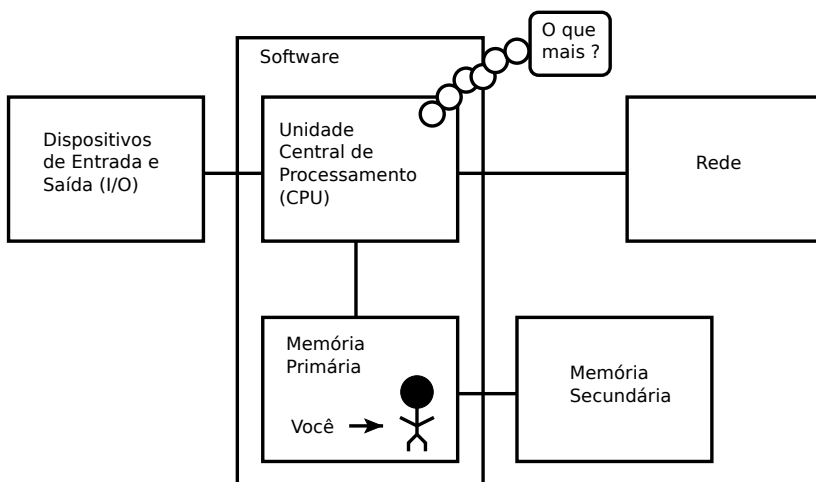 O que
mais ?
Software
Dispositivos
de Entrada e
Saída (I/O)
Unidade
Central de
Processamento
(CPU)
Rede
Memória
Primária
Você
Memória
Secundária